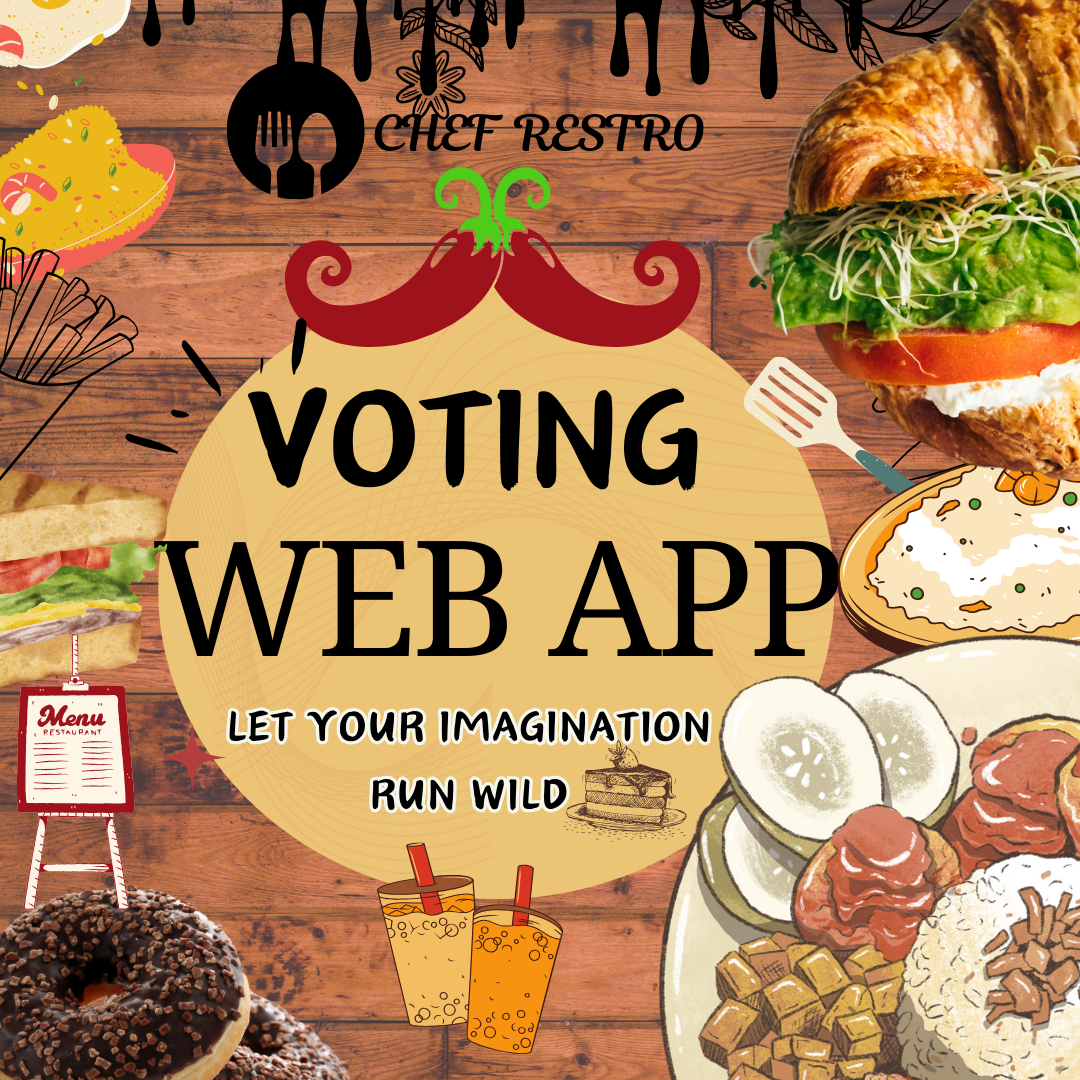 CHEF RESTRO
VOTING
WEB APP
LET YOUR IMAGINATION
RUN WILD
Menu
RESTAURANT